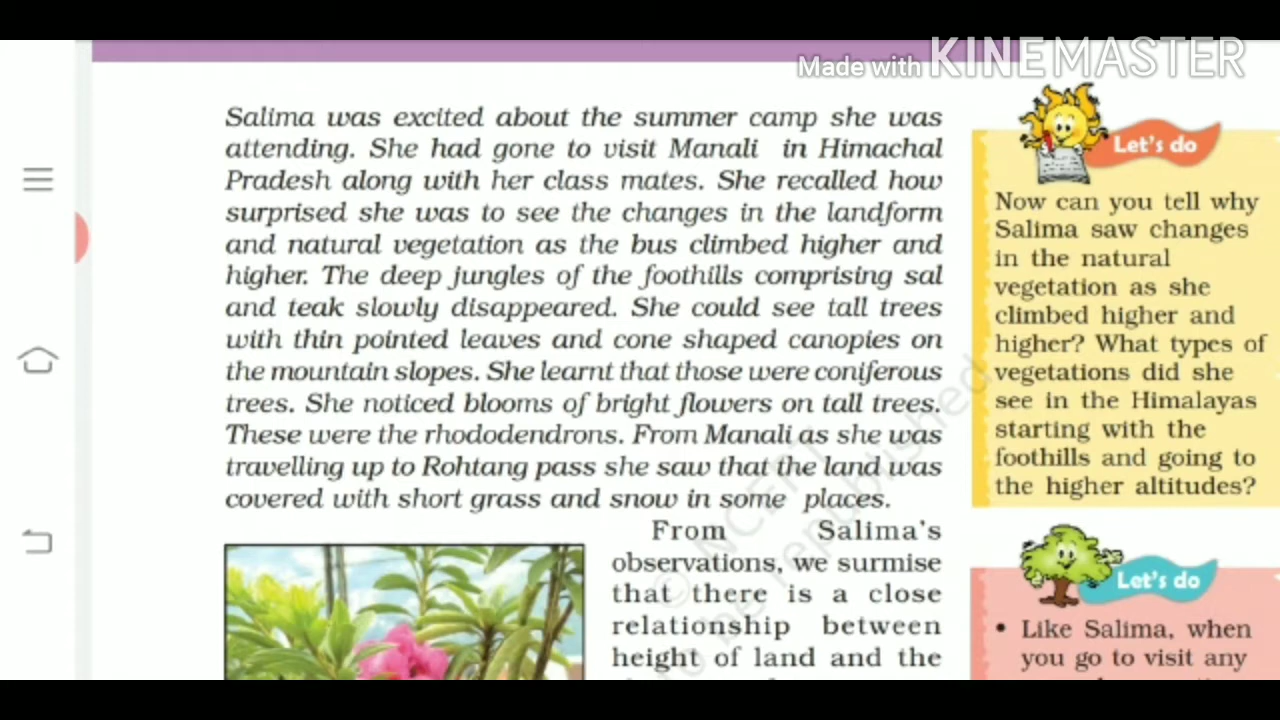 Made with KINEMASTER
Salima was excited about the summer camp she was
attending. She had gone to visit Manali in Himachal
Pradesh along with her class mates. She recalled how
surprised she was to see the changes in the landform
and natural vegetation as the bus climbed higher and
higher. The deep jungles of the foothills comprising sal
and teak slowly disappeared. She could see tall trees
with thin pointed leaves and cone shaped canopies on
the mountain slopes. She learnt that those were coniferous
trees. She noticed blooms of bright flowers on tall trees.
These were the rhododendrons. From Manali as she was
travelling up to Rohtang pass she saw that the land was
covered with short grass and snow in some places.
From Salima's
observations, we surmise
that there is a close
relationship between
height of land and the
Let's do
Now can you tell why
Salima saw changes
in the natural
vegetation as she
climbed higher and
higher? What types of
vegetations did she
see in the Himalayas
starting with the
foothills and going to
the higher altitudes?
Let's do
• Like Salima, when
you go to visit any
© NCERT
to be republished